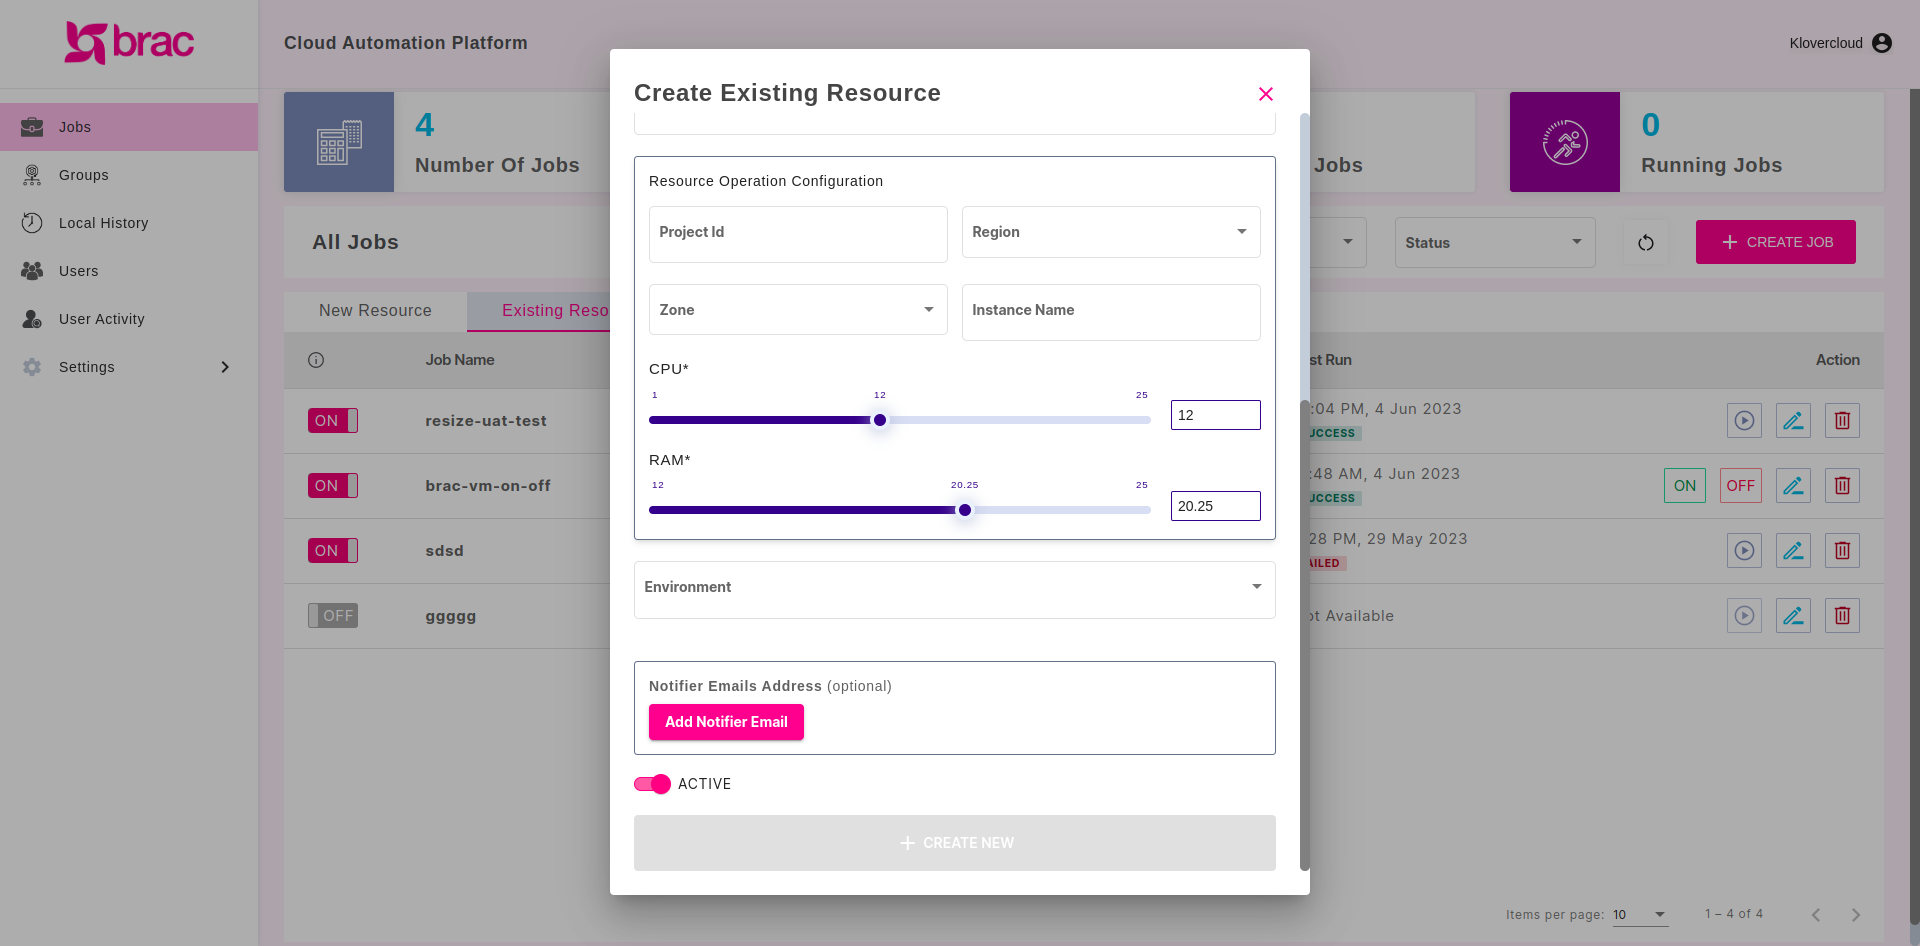 brac
Cloud Automation Platform
Klovercloud
Jobs
Groups
Local History
Users
User Activity
Settings
4
Number Of Jobs
Jobs
0
Running Jobs
All Jobs
Status
CREATE JOB
New Resource
Existing Reso
Job Name
st Run
Action
ON
resize-uat-test
:04 PM, 4 Jun 2023
UCCESS
ON
brac-vm-on-off
:48 AM, 4 Jun 2023
UCCESS
ON
OFF
ON
sdsd
28 PM, 29 May 2023
AILED
OFF
ggggg
ot Available
Items per page: 10
1 – 4 of 4
Create Existing Resource
Resource Operation Configuration
Project Id
Region
Zone
Instance Name
CPU*
1
12
25
12
RAM*
12
20.25
25
20.25
Environment
Notifier Emails Address (optional)
Add Notifier Email
ACTIVE
CREATE NEW